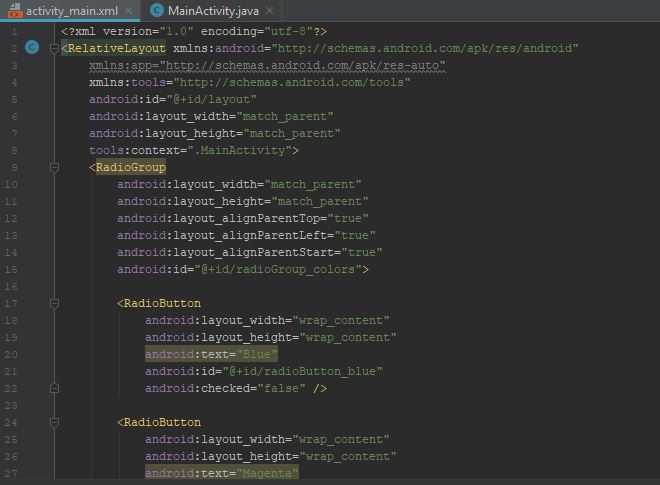 activity_main.xml × MainActivity.java ×
1 <?xml version="1.0" encoding="utf-8"?>
2 <RelativeLayout xmlns:android="http://schemas.android.com/apk/res/android"
3 xmlns:app="http://schemas.android.com/apk/res-auto"
4 xmlns:tools="http://schemas.android.com/tools"
5 android:id="@+id/layout"
6 android:layout_width="match_parent"
7 android:layout_height="match_parent"
8 tools:context=".MainActivity">
9 <RadioGroup
10 android:layout_width="match_parent"
11 android:layout_height="match_parent"
12 android:layout_alignParentTop="true"
13 android:layout_alignParentLeft="true"
14 android:layout_alignParentStart="true"
15 android:id="@+id/radioGroup_colors">
16
17 <RadioButton
18 android:layout_width="wrap_content"
19 android:layout_height="wrap_content"
20 android:text="Blue"
21 android:id="@+id/radioButton_blue"
22 android:checked="false" />
23
24 <RadioButton
25 android:layout_width="wrap_content"
26 android:layout_height="wrap_content"
27 android:text="Magenta"